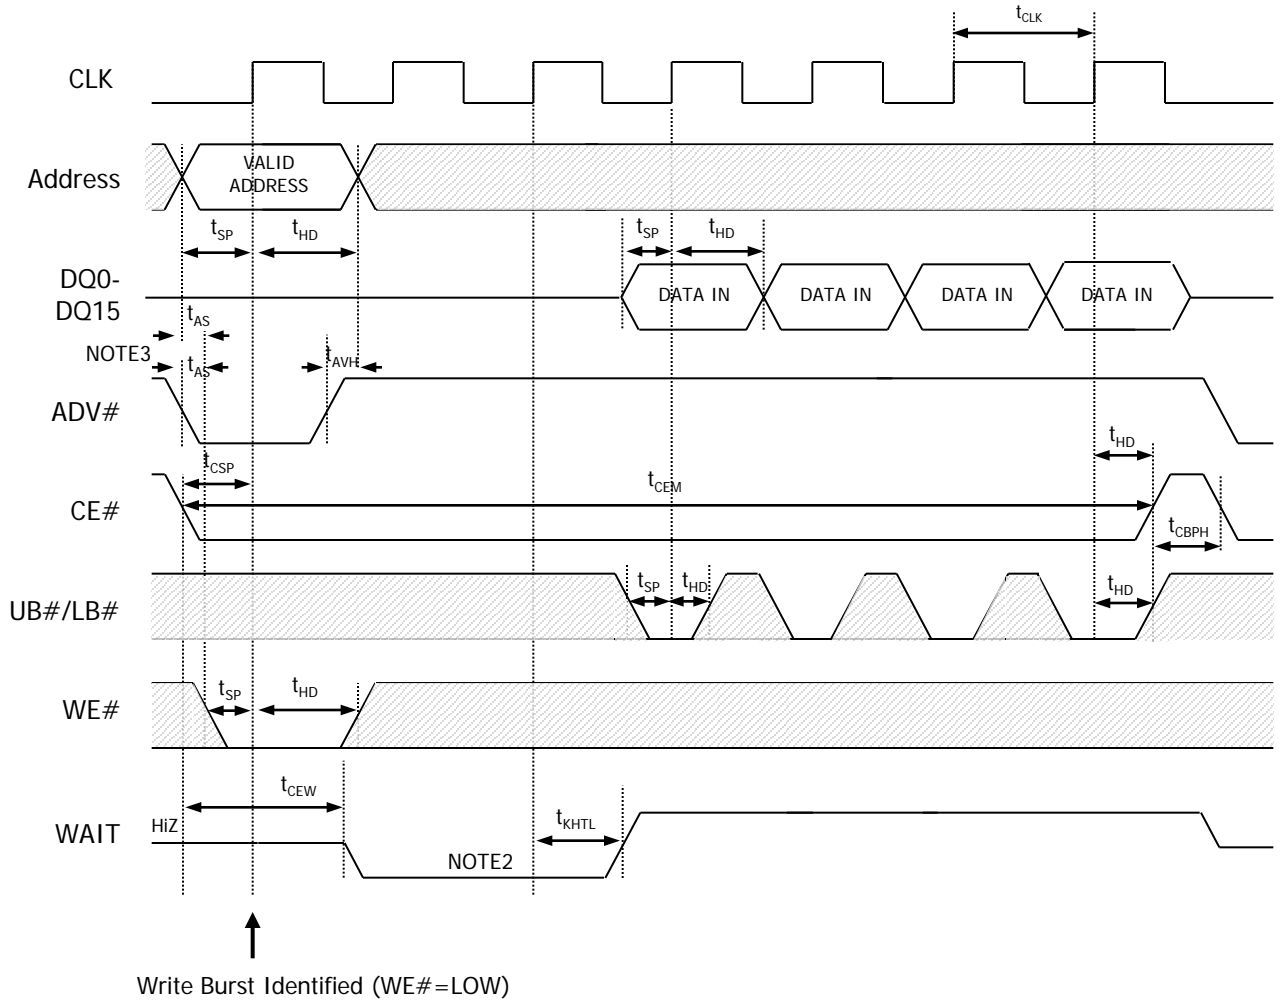 tCLK
CLK
Address
VALID
ADDRESS
tSP
tHD
tSP
tHD
DQ0-
DQ15
DATA IN
DATA IN
DATA IN
DATA IN
tAS
NOTE3
tAS
tAVH
ADV#
tHD
tCSP
tCEM
CE#
tCBPH
UB#/LB#
tSP
tHD
tHD
WE#
tSP
tHD
tCEW
WAIT
HiZ
tKHTL
NOTE2
Write Burst Identified (WE#=LOW)